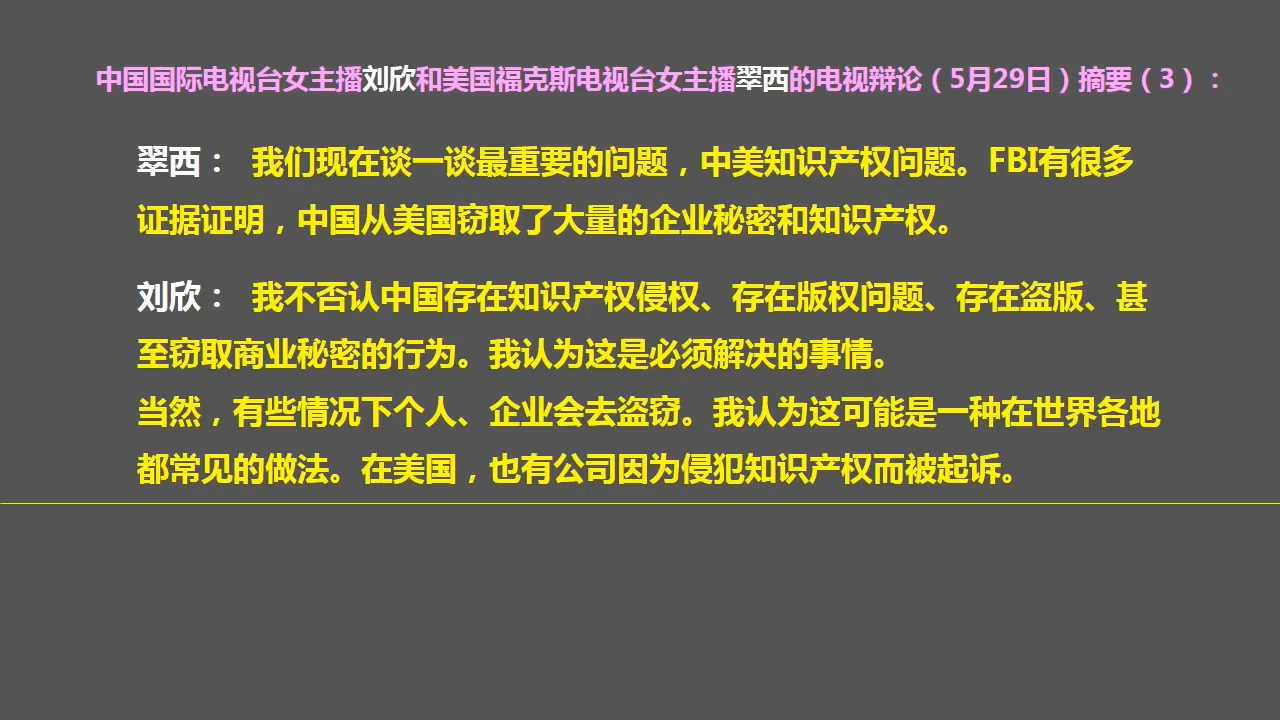 中国国际电视台女主播刘欣和美国福克斯电视台女主播翠西的电视辩论（5月29日）摘要（3）：
翠西： 我们现在谈一谈最重要的问题，中美知识产权问题。FBI有很多
证据证明，中国从美国窃取了大量的企业秘密和知识产权。
刘欣： 我不否认中国存在知识产权侵权、存在版权问题、存在盗版、甚
至窃取商业秘密的行为。我认为这是必须解决的事情。
当然，有些情况下个人、企业会去盗窃。我认为这可能是一种在世界各地
都常见的做法。在美国，也有公司因为侵犯知识产权而被起诉。